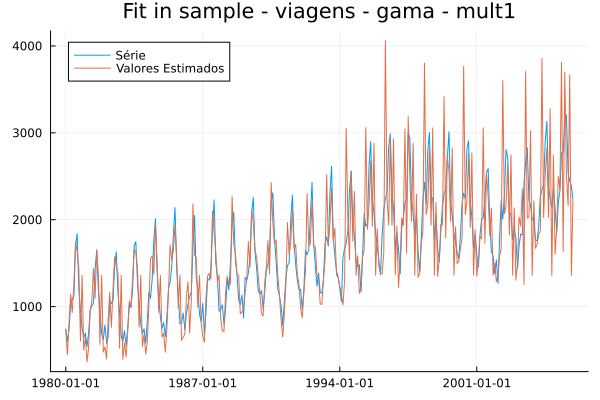 Fit in sample - viagens - gama - mult1
Série
Valores Estimados
4000
3000
2000
1000
1980-01-01 1987-01-01 1994-01-01 2001-01-01